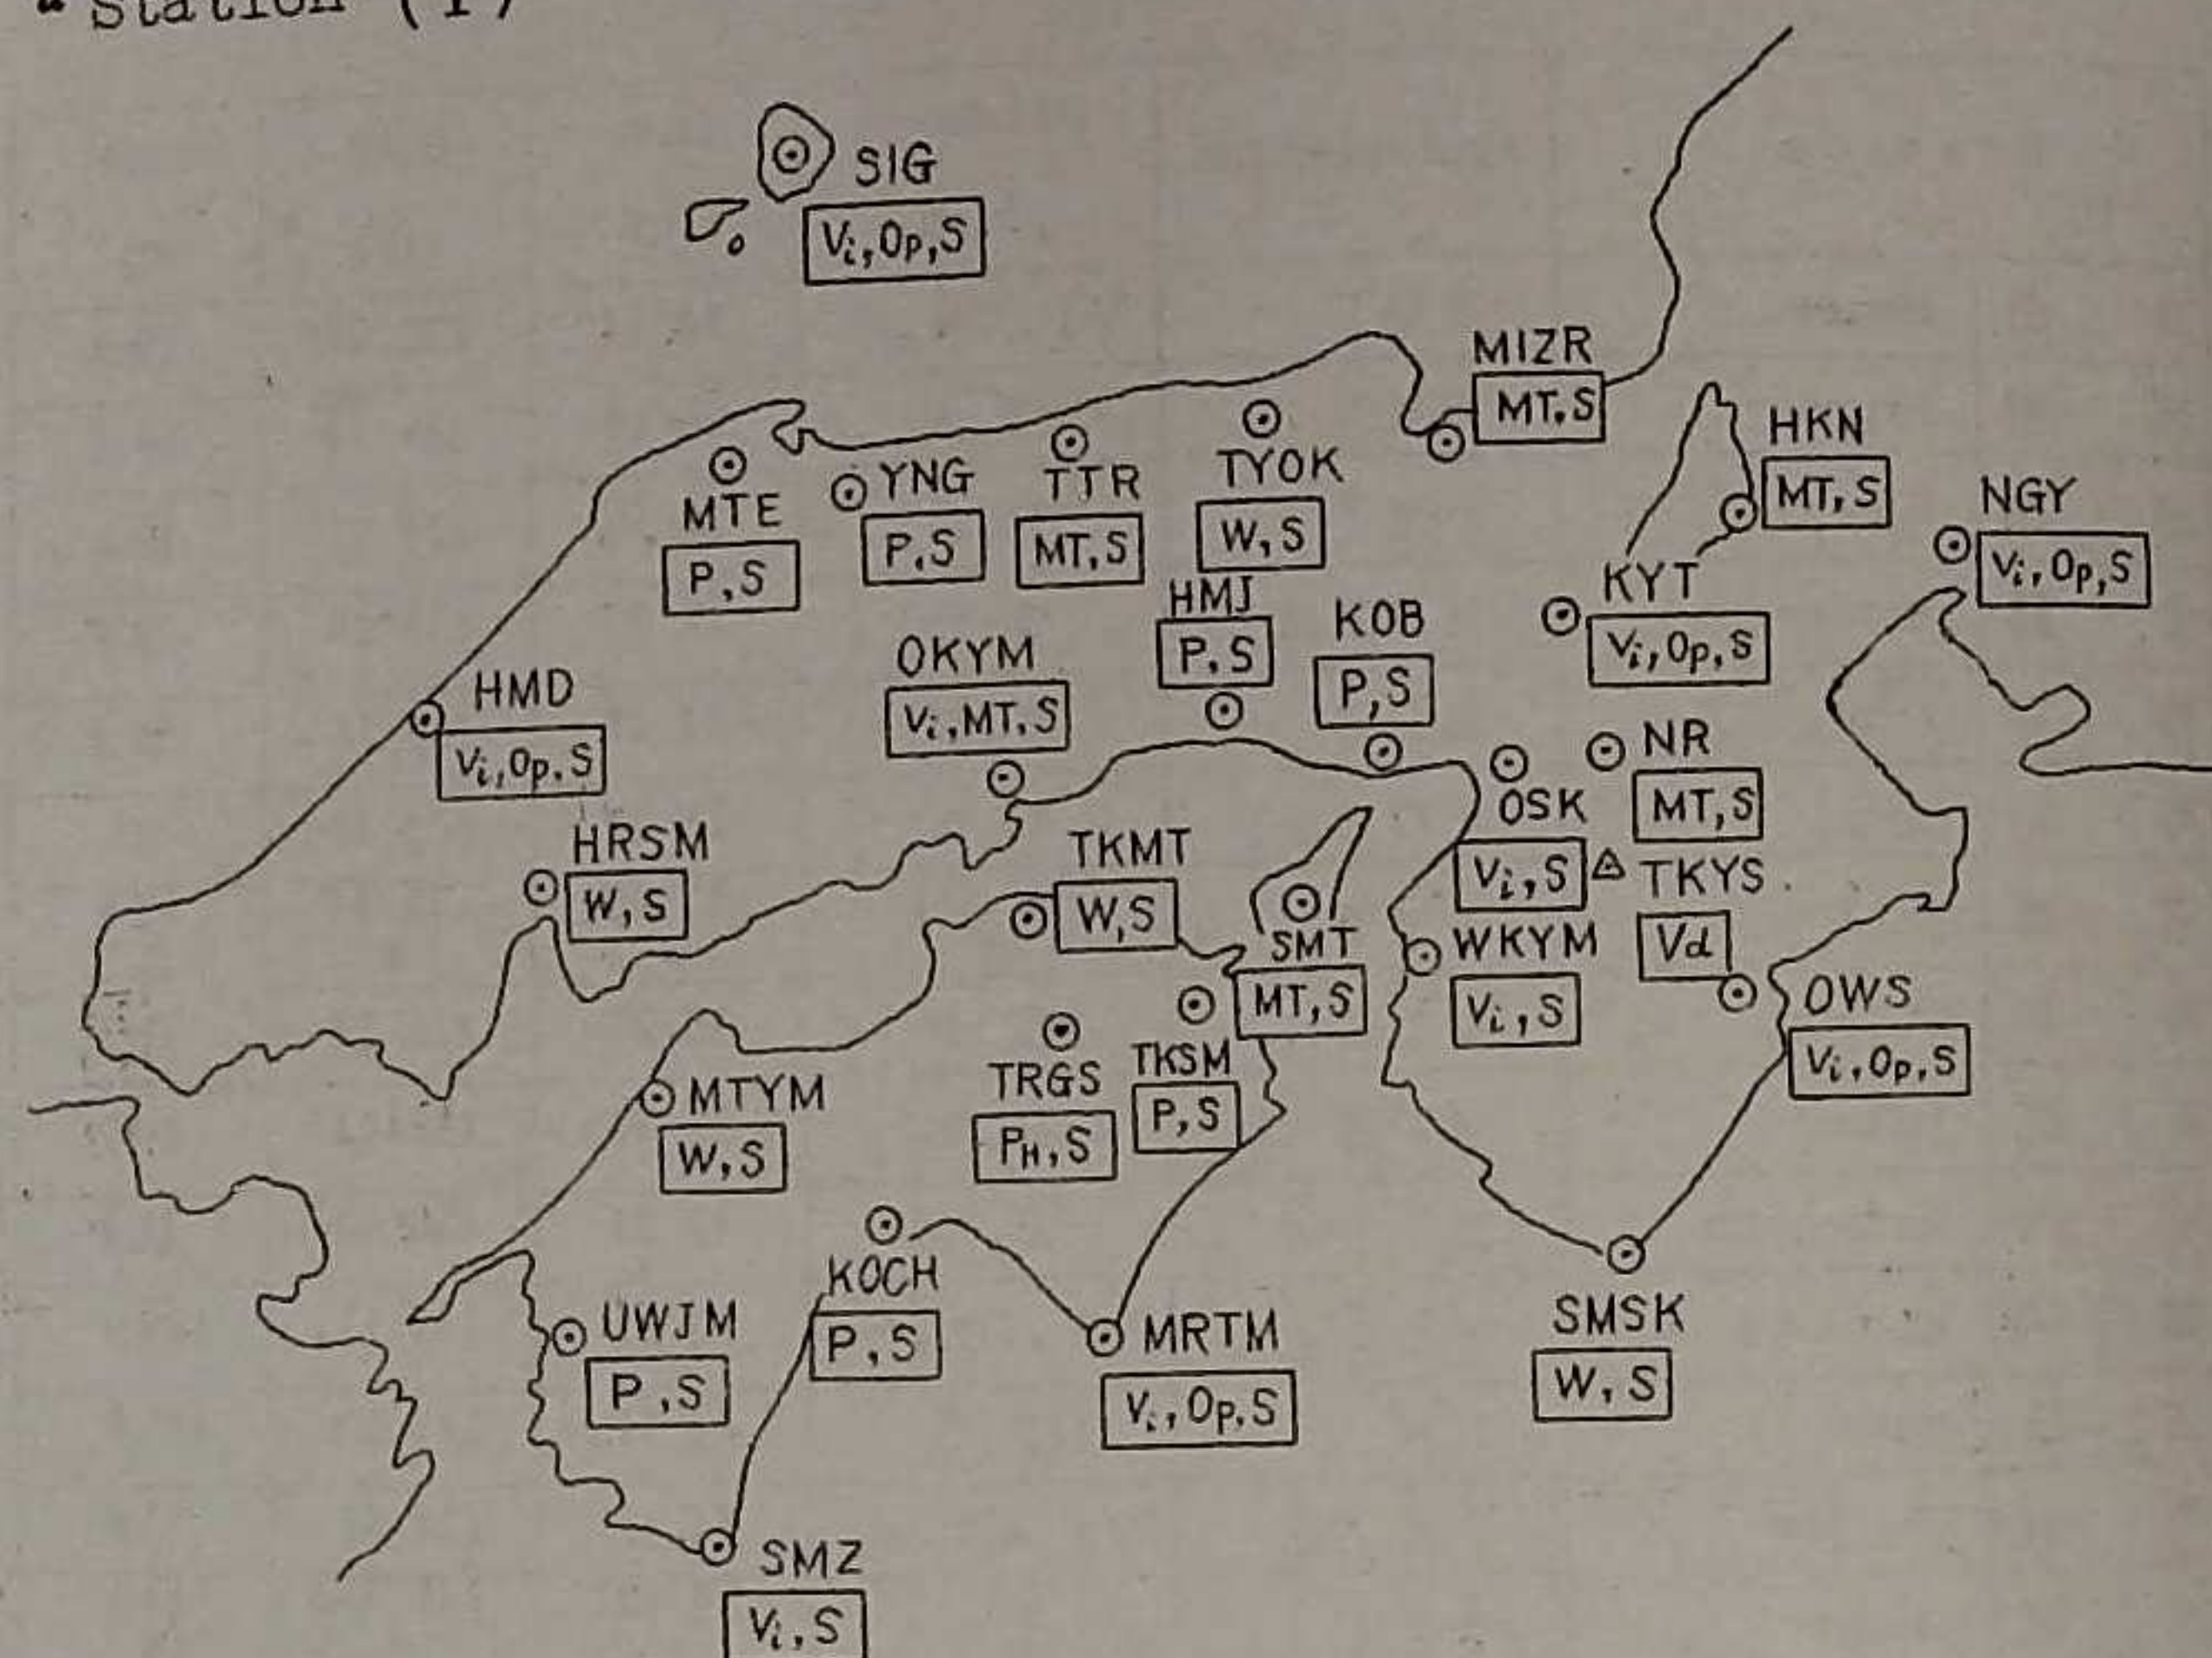 Station (1)
SIG
Vi,Op,S
MIZR
MT,S
HKN
MT,S
NGY
Vi,Op,S
MTE
P,S
YNG
P,S
TTR
MT,S
TYOK
W,S
KYT
Vi,Op,S
HMJ
P,S
KOB
P,S
OKYM
Vi,MT,S
HMD
Vi,Op,S
NR
MT,S
OSK
Vi,S
TKYS
Vd
HRSM
W,S
TKMT
W,S
SMT
MT,S
WKYM
Vi,S
OWS
Vi,Op,S
TRGS
PH,S
TKSM
P,S
MTYM
W,S
KOCH
P,S
UWJM
P,S
MRTM
Vi,Op,S
SMSK
W,S
SMZ
Vi,S